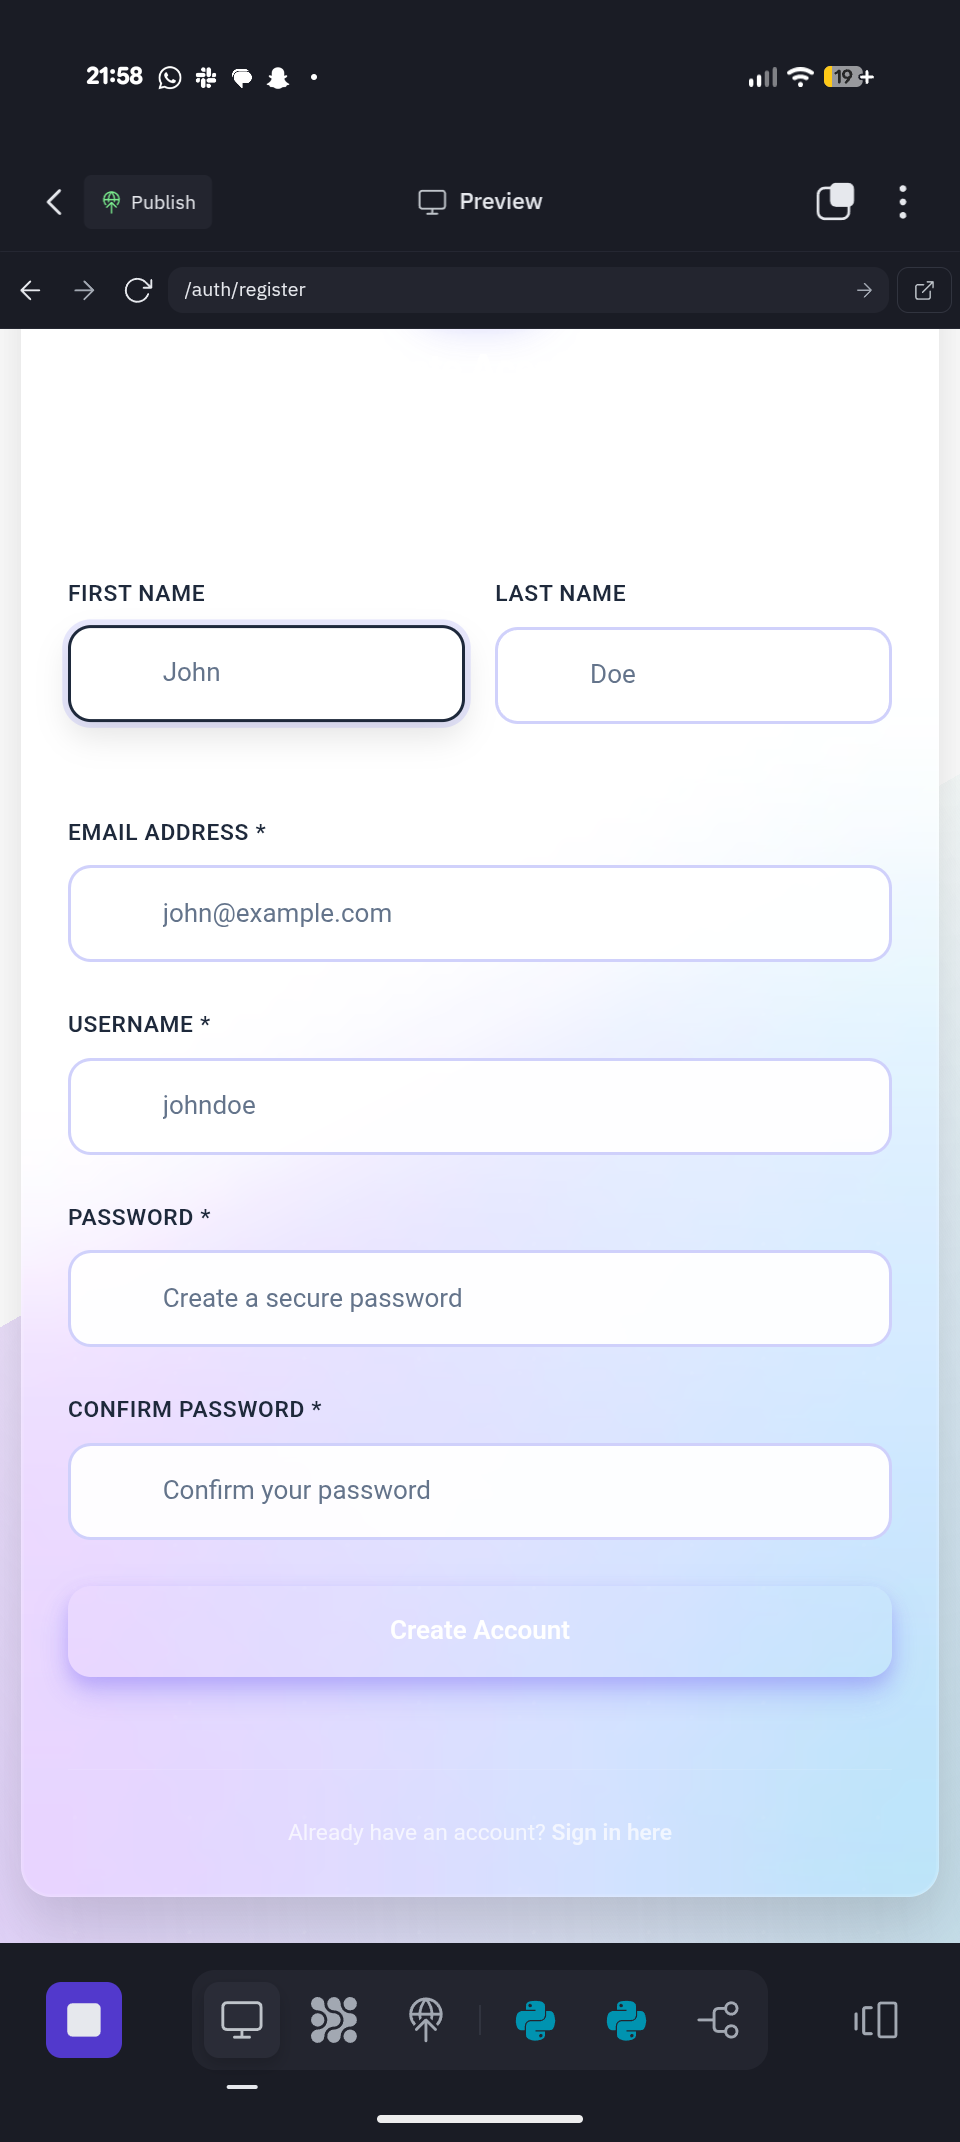 21:58
19+
Publish
Preview
/auth/register
FIRST NAME
LAST NAME
John
Doe
EMAIL ADDRESS *
john@example.com
USERNAME *
johndoe
PASSWORD *
Create a secure password
CONFIRM PASSWORD *
Confirm your password
Create Account
Already have an account? Sign in here